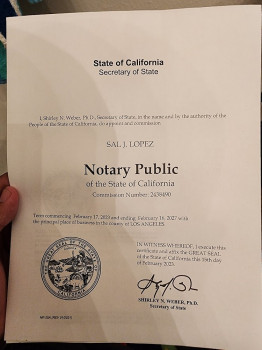 State of California
Secretary of State
I, Shirley N. Weber, Ph.D., Secretary of State, in the name and by the authority of the
People of the State of California, do appoint and commission:
SAL J. LOPEZ
Notary Public
of the State of California
Commission Number: 2438490
Term commencing February 17, 2023 and ending February 16, 2027 with
the principal place of business in the county of LOS ANGELES.
IN WITNESS WHEREOF, I execute this
certificate and affix the GREAT SEAL
of the State of California this 16th day
of February 2023.
SHIRLEY N. WEBER, Ph.D.
Secretary of State